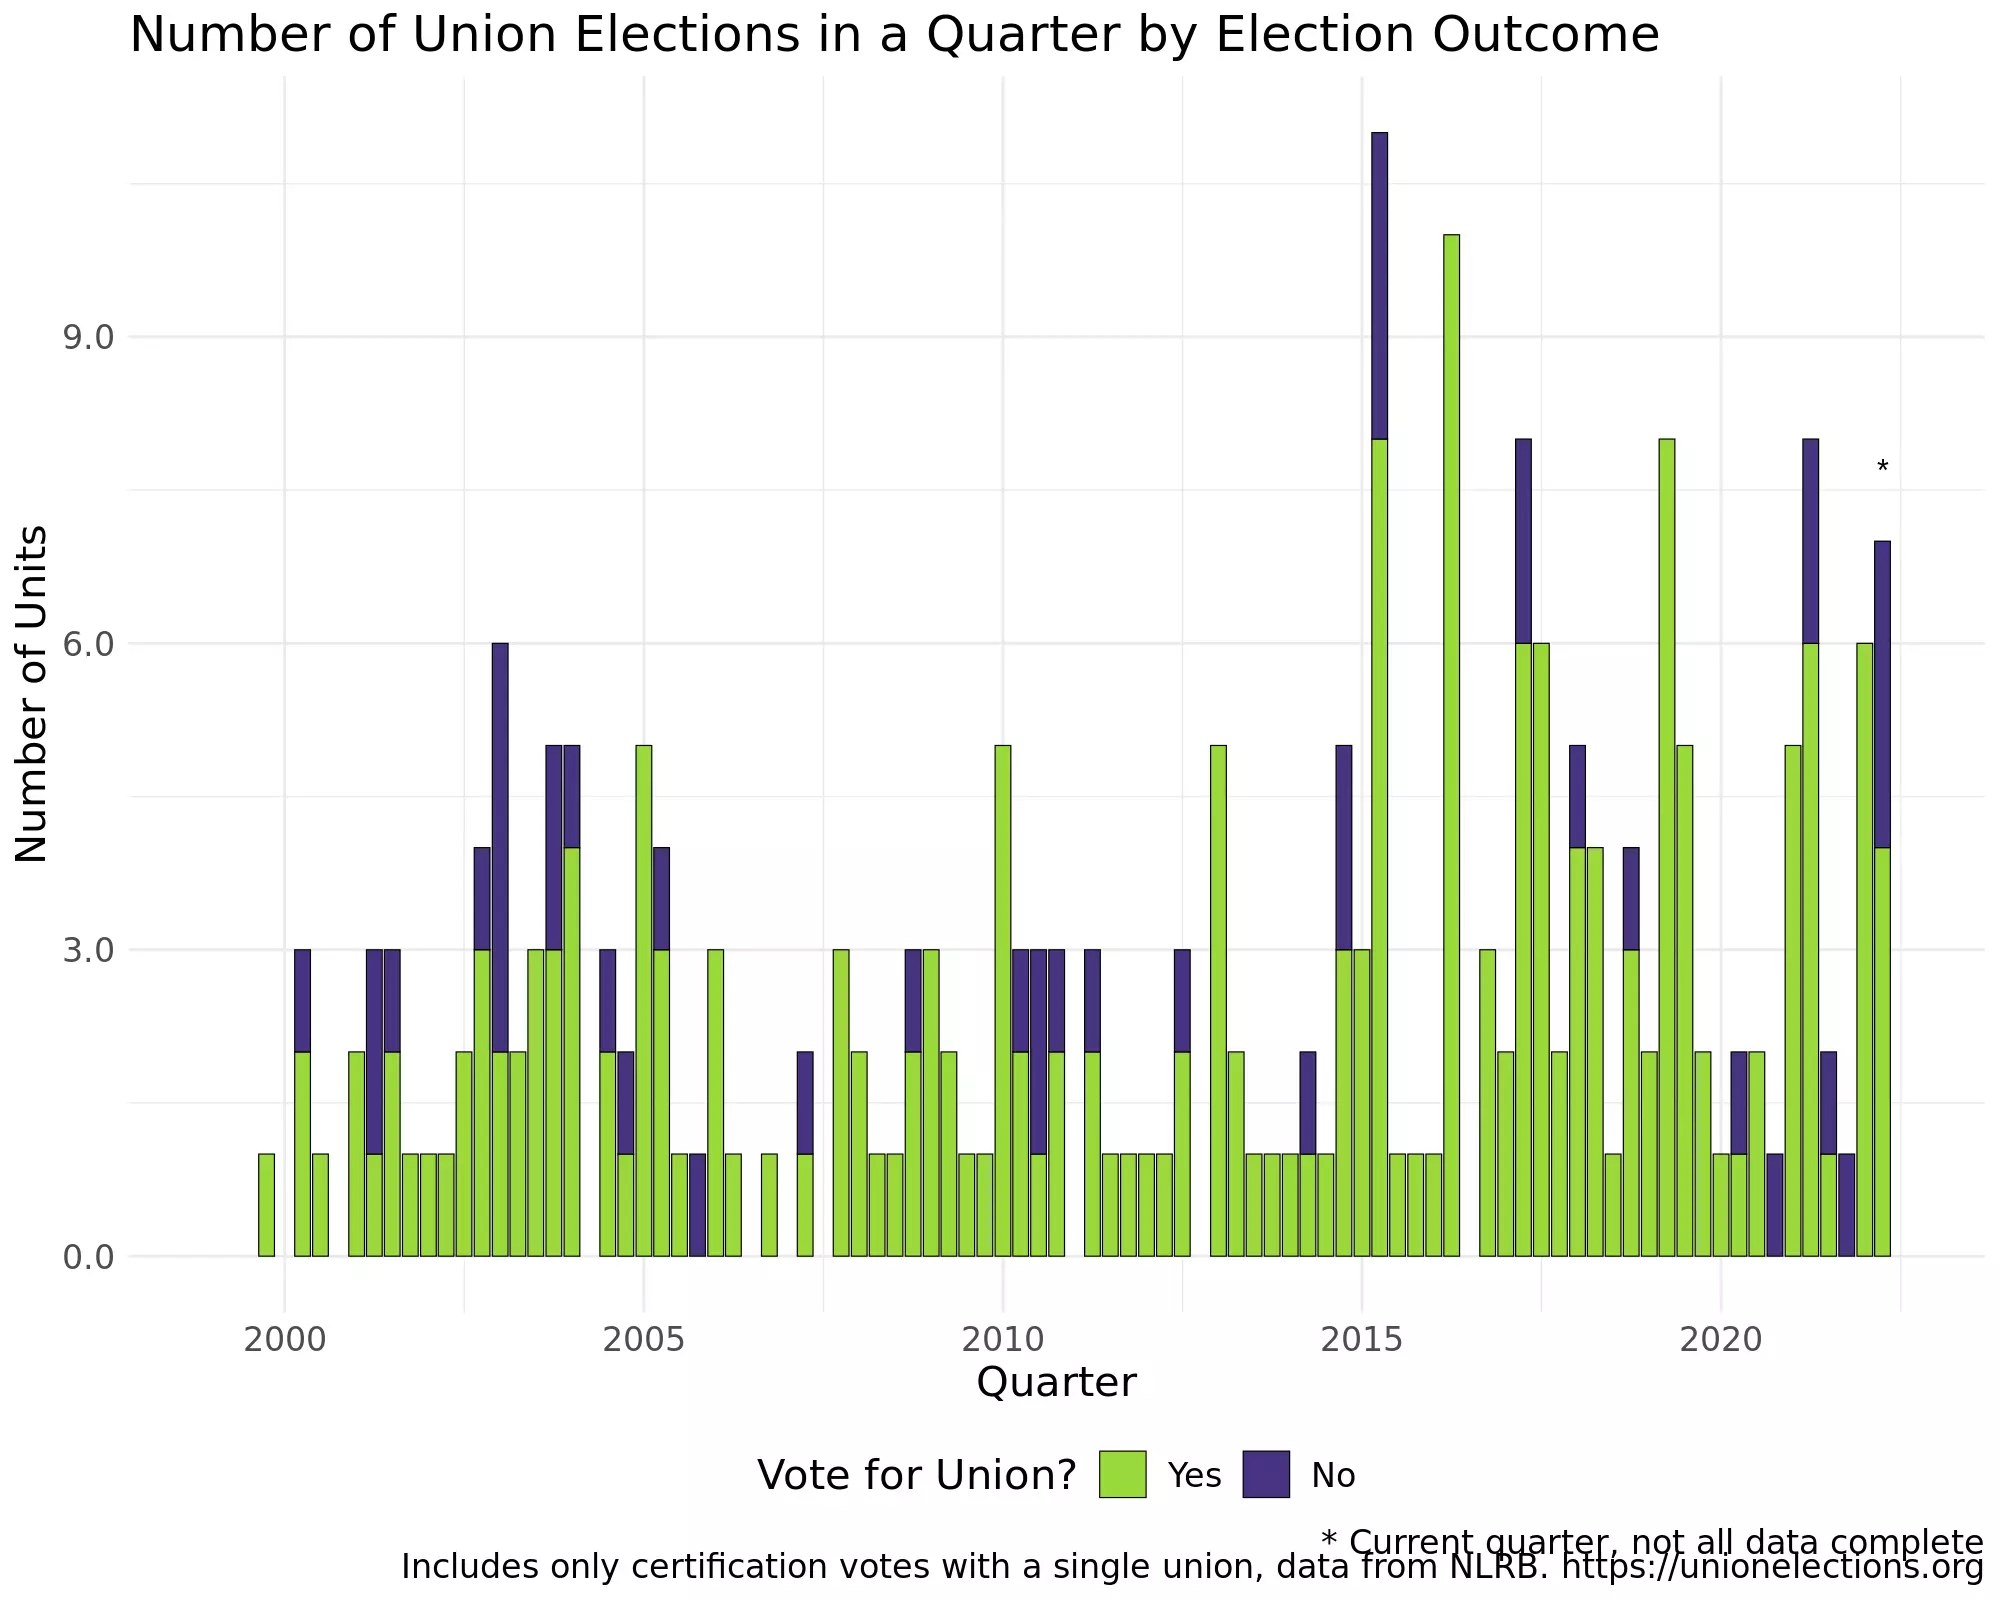 Number of Union Elections in a Quarter by Election Outcome
Number of Units
9.0
6.0
3.0
0.0
2000 2005 2010 2015 2020
*
Quarter
Vote for Union? Yes No
* Current quarter, not all data complete
Includes only certification votes with a single union, data from NLRB. https://unionelections.org